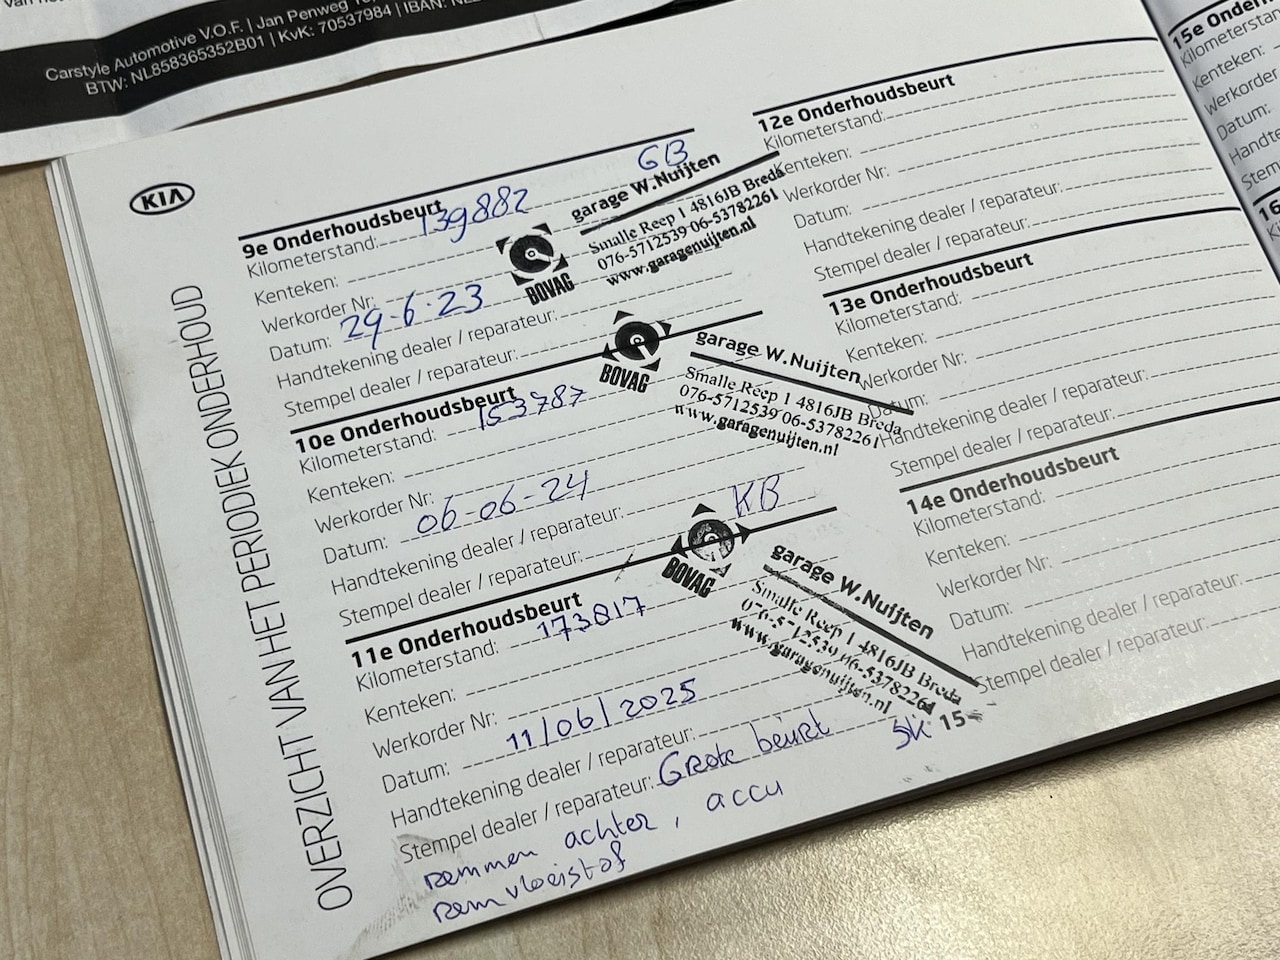 Carstyle Automotive V.O.F. | Jan Penweg
BTW: NL858365352B01 | KvK: 70537984 | IBAN:
KIA
OVERZICHT VAN HET PERIODIEK ONDERHOUD
9e Onderhoudsbeurt
Kilometerstand: 139882
Kenteken:
Werkorder Nr:
Datum: 29-6-23
Handtekening dealer / reparateur:
Stempel dealer / reparateur:
GB
BOVAG
garage W.Nuijten
Smalle Reep 1 4816JB Breda
076-5712539 06-53782261
www.garagenuijten.nl
10e Onderhoudsbeurt
Kilometerstand: 153787
Kenteken:
Werkorder Nr:
Datum: 06-06-24
Handtekening dealer / reparateur:
Stempel dealer / reparateur:
BOVAG
garage W.Nuijten
Smalle Reep 1 4816JB Breda
076-5712539 06-53782261
www.garagenuijten.nl
KB
11e Onderhoudsbeurt
Kilometerstand: 173817
Kenteken:
Werkorder Nr:
Datum: 11/06/2025
Handtekening dealer / reparateur:
Stempel dealer / reparateur: Grote beurt
remmen achter, accu
remvloeistof
BOVAG
garage W.Nuijten
Smalle Reep 1 4816JB Breda
076-5712539 06-53782261
www.garagenuijten.nl
SK
15
12e Onderhoudsbeurt
Kilometerstand:
Kenteken:
Werkorder Nr:
Datum:
Handtekening dealer / reparateur:
Stempel dealer / reparateur:
13e Onderhoudsbeurt
Kilometerstand:
Kenteken:
Werkorder Nr:
Datum:
Handtekening dealer / reparateur:
Stempel dealer / reparateur:
14e Onderhoudsbeurt
Kilometerstand:
Kenteken:
Werkorder Nr:
Datum:
Handtekening dealer / reparateur:
Stempel dealer / reparateur:
15e
Kenteken:
Werkorder
Datum: